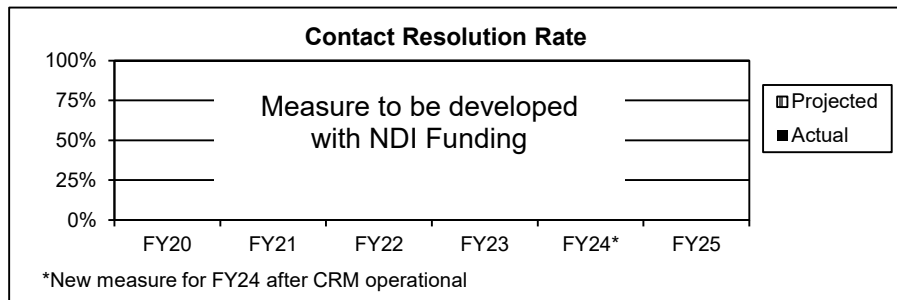 Contact Resolution Rate
100%
75%
50%
25%
0%
Measure to be developed
with NDI Funding
Projected
Actual
FY20 FY21 FY22 FY23 FY24* FY25
*New measure for FY24 after CRM operational